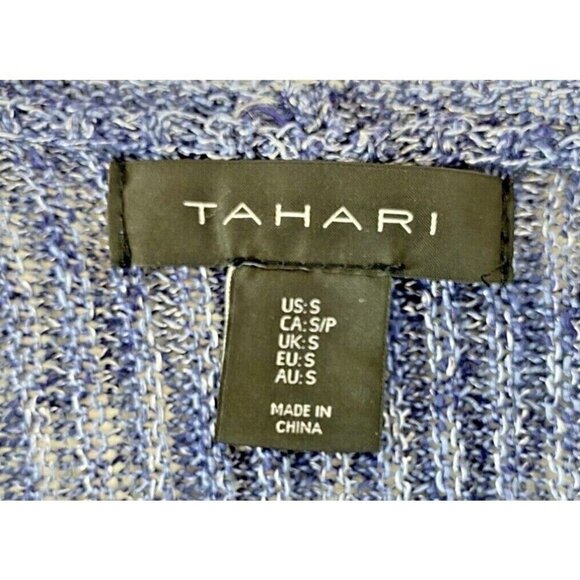 TAHARI
US: S
CA: S/P
UK: S
EU: S
AU: S
MADE IN
CHINA